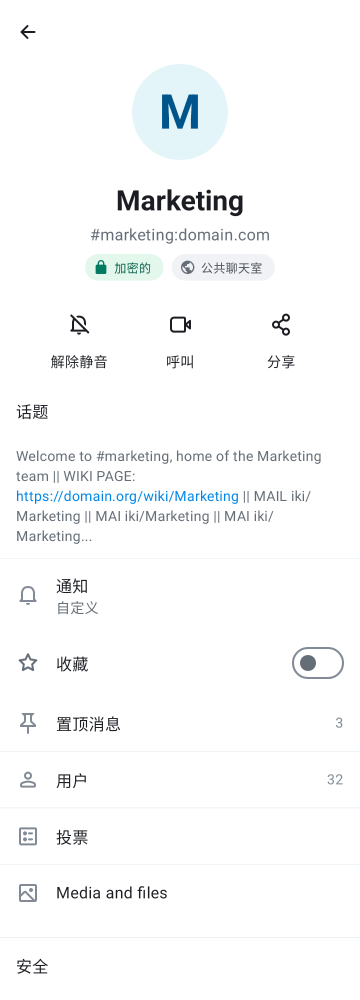 M
Marketing
#marketing:domain.com
加密的 公共聊天室
解除静音 呼叫 分享
话题
Welcome to #marketing, home of the Marketing
team || WIKI PAGE:
https://domain.org/wiki/Marketing || MAIL iki/
Marketing || MAI iki/Marketing || MAI iki/
Marketing...
通知
自定义
收藏
置顶消息 3
用户 32
投票
Media and files
安全